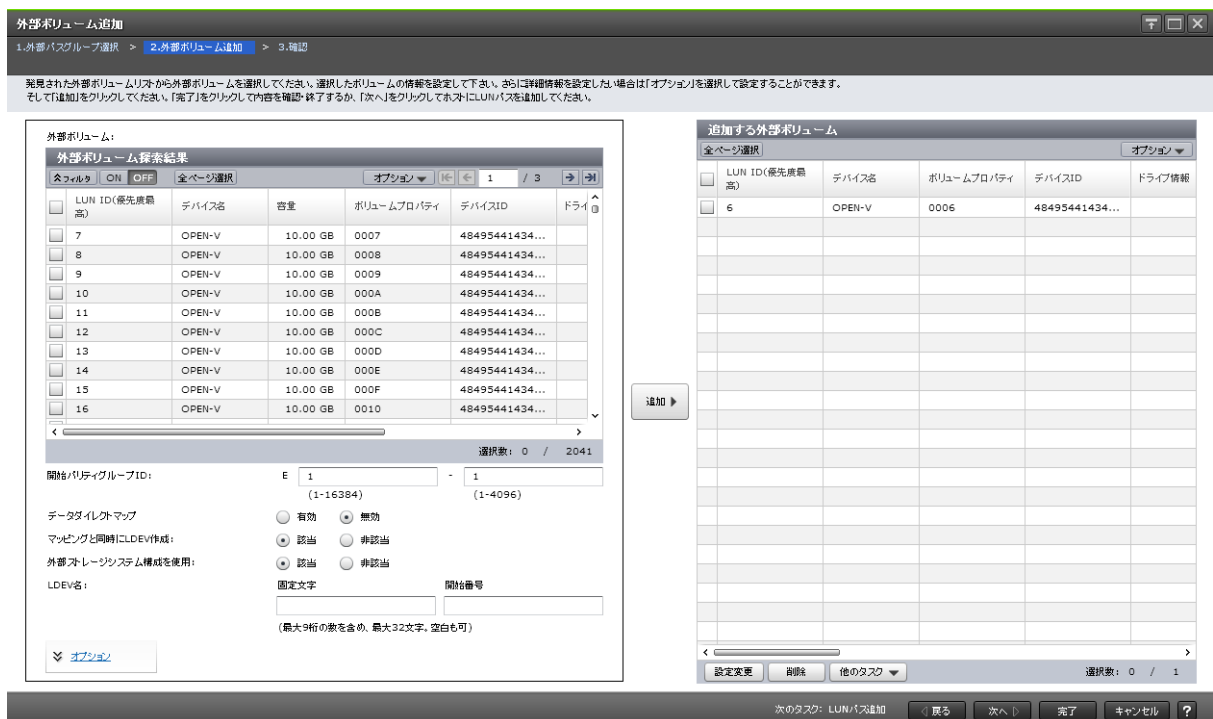 外部ボリューム追加
1.外部パスグループ選択 > 2.外部ボリューム追加 > 3.確認
発見された外部ボリュームリストから外部ボリュームを選択してください。選択したボリュームの情報を設定して下さい。さらに詳細情報を設定したい場合は「オプション」を選択して設定することができます。
そして「追加」をクリックしてください。「完了」をクリックして内容を確認・終了するか、「次へ」をクリックしてホストにLUNパスを追加してください。
外部ボリューム:
外部ボリューム探索結果
フィルタ ON OFF 全ページ選択 オプション 1 / 3
LUN ID(優先度最高) デバイス名 容量 ボリュームプロパティ デバイスID ドライ
7 OPEN-V 10.00 GB 0007 48495441434...
8 OPEN-V 10.00 GB 0008 48495441434...
9 OPEN-V 10.00 GB 0009 48495441434...
10 OPEN-V 10.00 GB 000A 48495441434...
11 OPEN-V 10.00 GB 000B 48495441434...
12 OPEN-V 10.00 GB 000C 48495441434...
13 OPEN-V 10.00 GB 000D 48495441434...
14 OPEN-V 10.00 GB 000E 48495441434...
15 OPEN-V 10.00 GB 000F 48495441434...
16 OPEN-V 10.00 GB 0010 48495441434...
選択数: 0 / 2041
開始パリティグループID: E 1 - 1
(1-16384) (1-4096)
データダイレクトマップ 有効 無効
マッピングと同時にLDEV作成: 該当 非該当
外部ストレージシステム構成を使用: 該当 非該当
LDEV名: 固定文字 開始番号
(最大9桁の数を含め、最大32文字。空白も可)
オプション
追加
追加する外部ボリューム
全ページ選択 オプション
LUN ID(優先度最高) デバイス名 ボリュームプロパティ デバイスID ドライブ情報
6 OPEN-V 0006 48495441434...
設定変更 削除 他のタスク 選択数: 0 / 1
次のタスク: LUNパス追加 戻る 次へ 完了 キャンセル ?